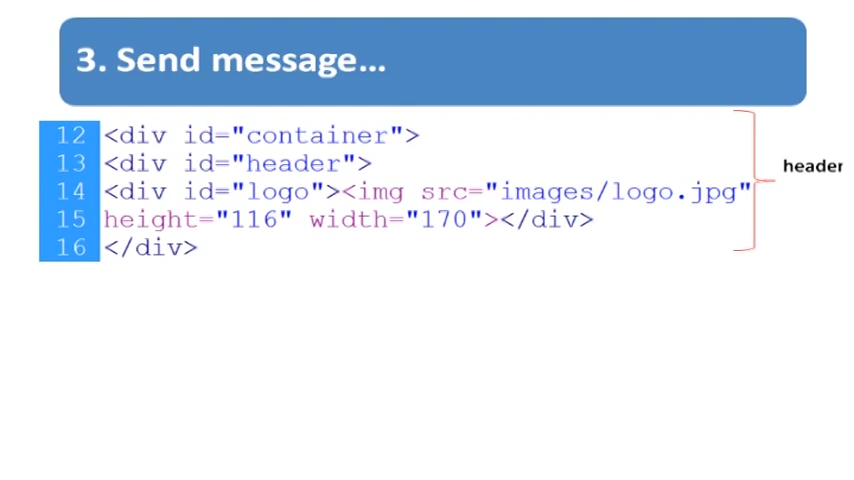 3. Send message...
12 <div id="container">
13 <div id="header">
14 <div id="logo"><img src="images/logo.jpg"
15 height="116" width="170"></div>
16 </div>
header